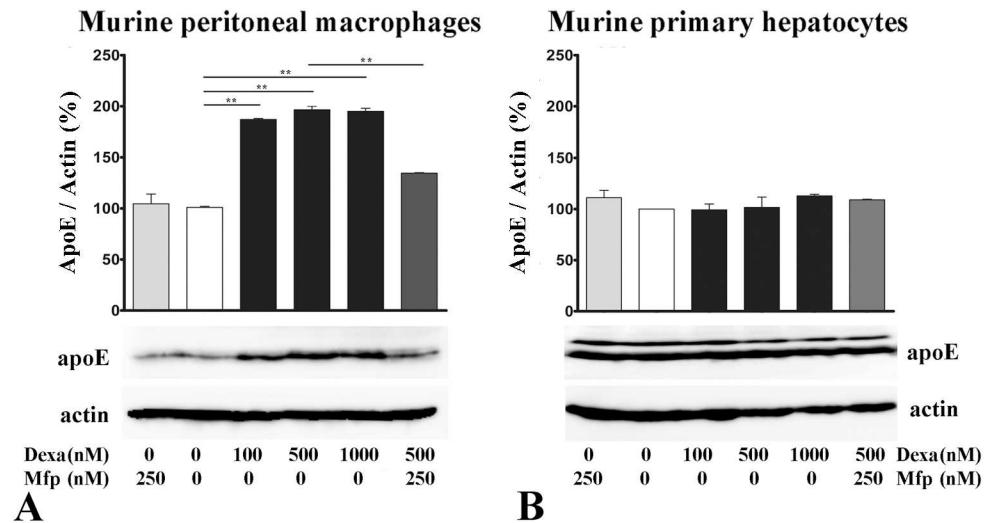 Murine peritoneal macrophages
ApoE / Actin (%)
250
200
150
100
50
0
**
**
**
**
apoE
actin
Dexa(nM) 0 0 100 500 1000 500
Mfp (nM) 250 0 0 0 0 250
A
Murine primary hepatocytes
ApoE / Actin (%)
250
200
150
100
50
0
apoE
actin
0 0 100 500 1000 500 Dexa(nM)
250 0 0 0 0 250 Mfp (nM)
B